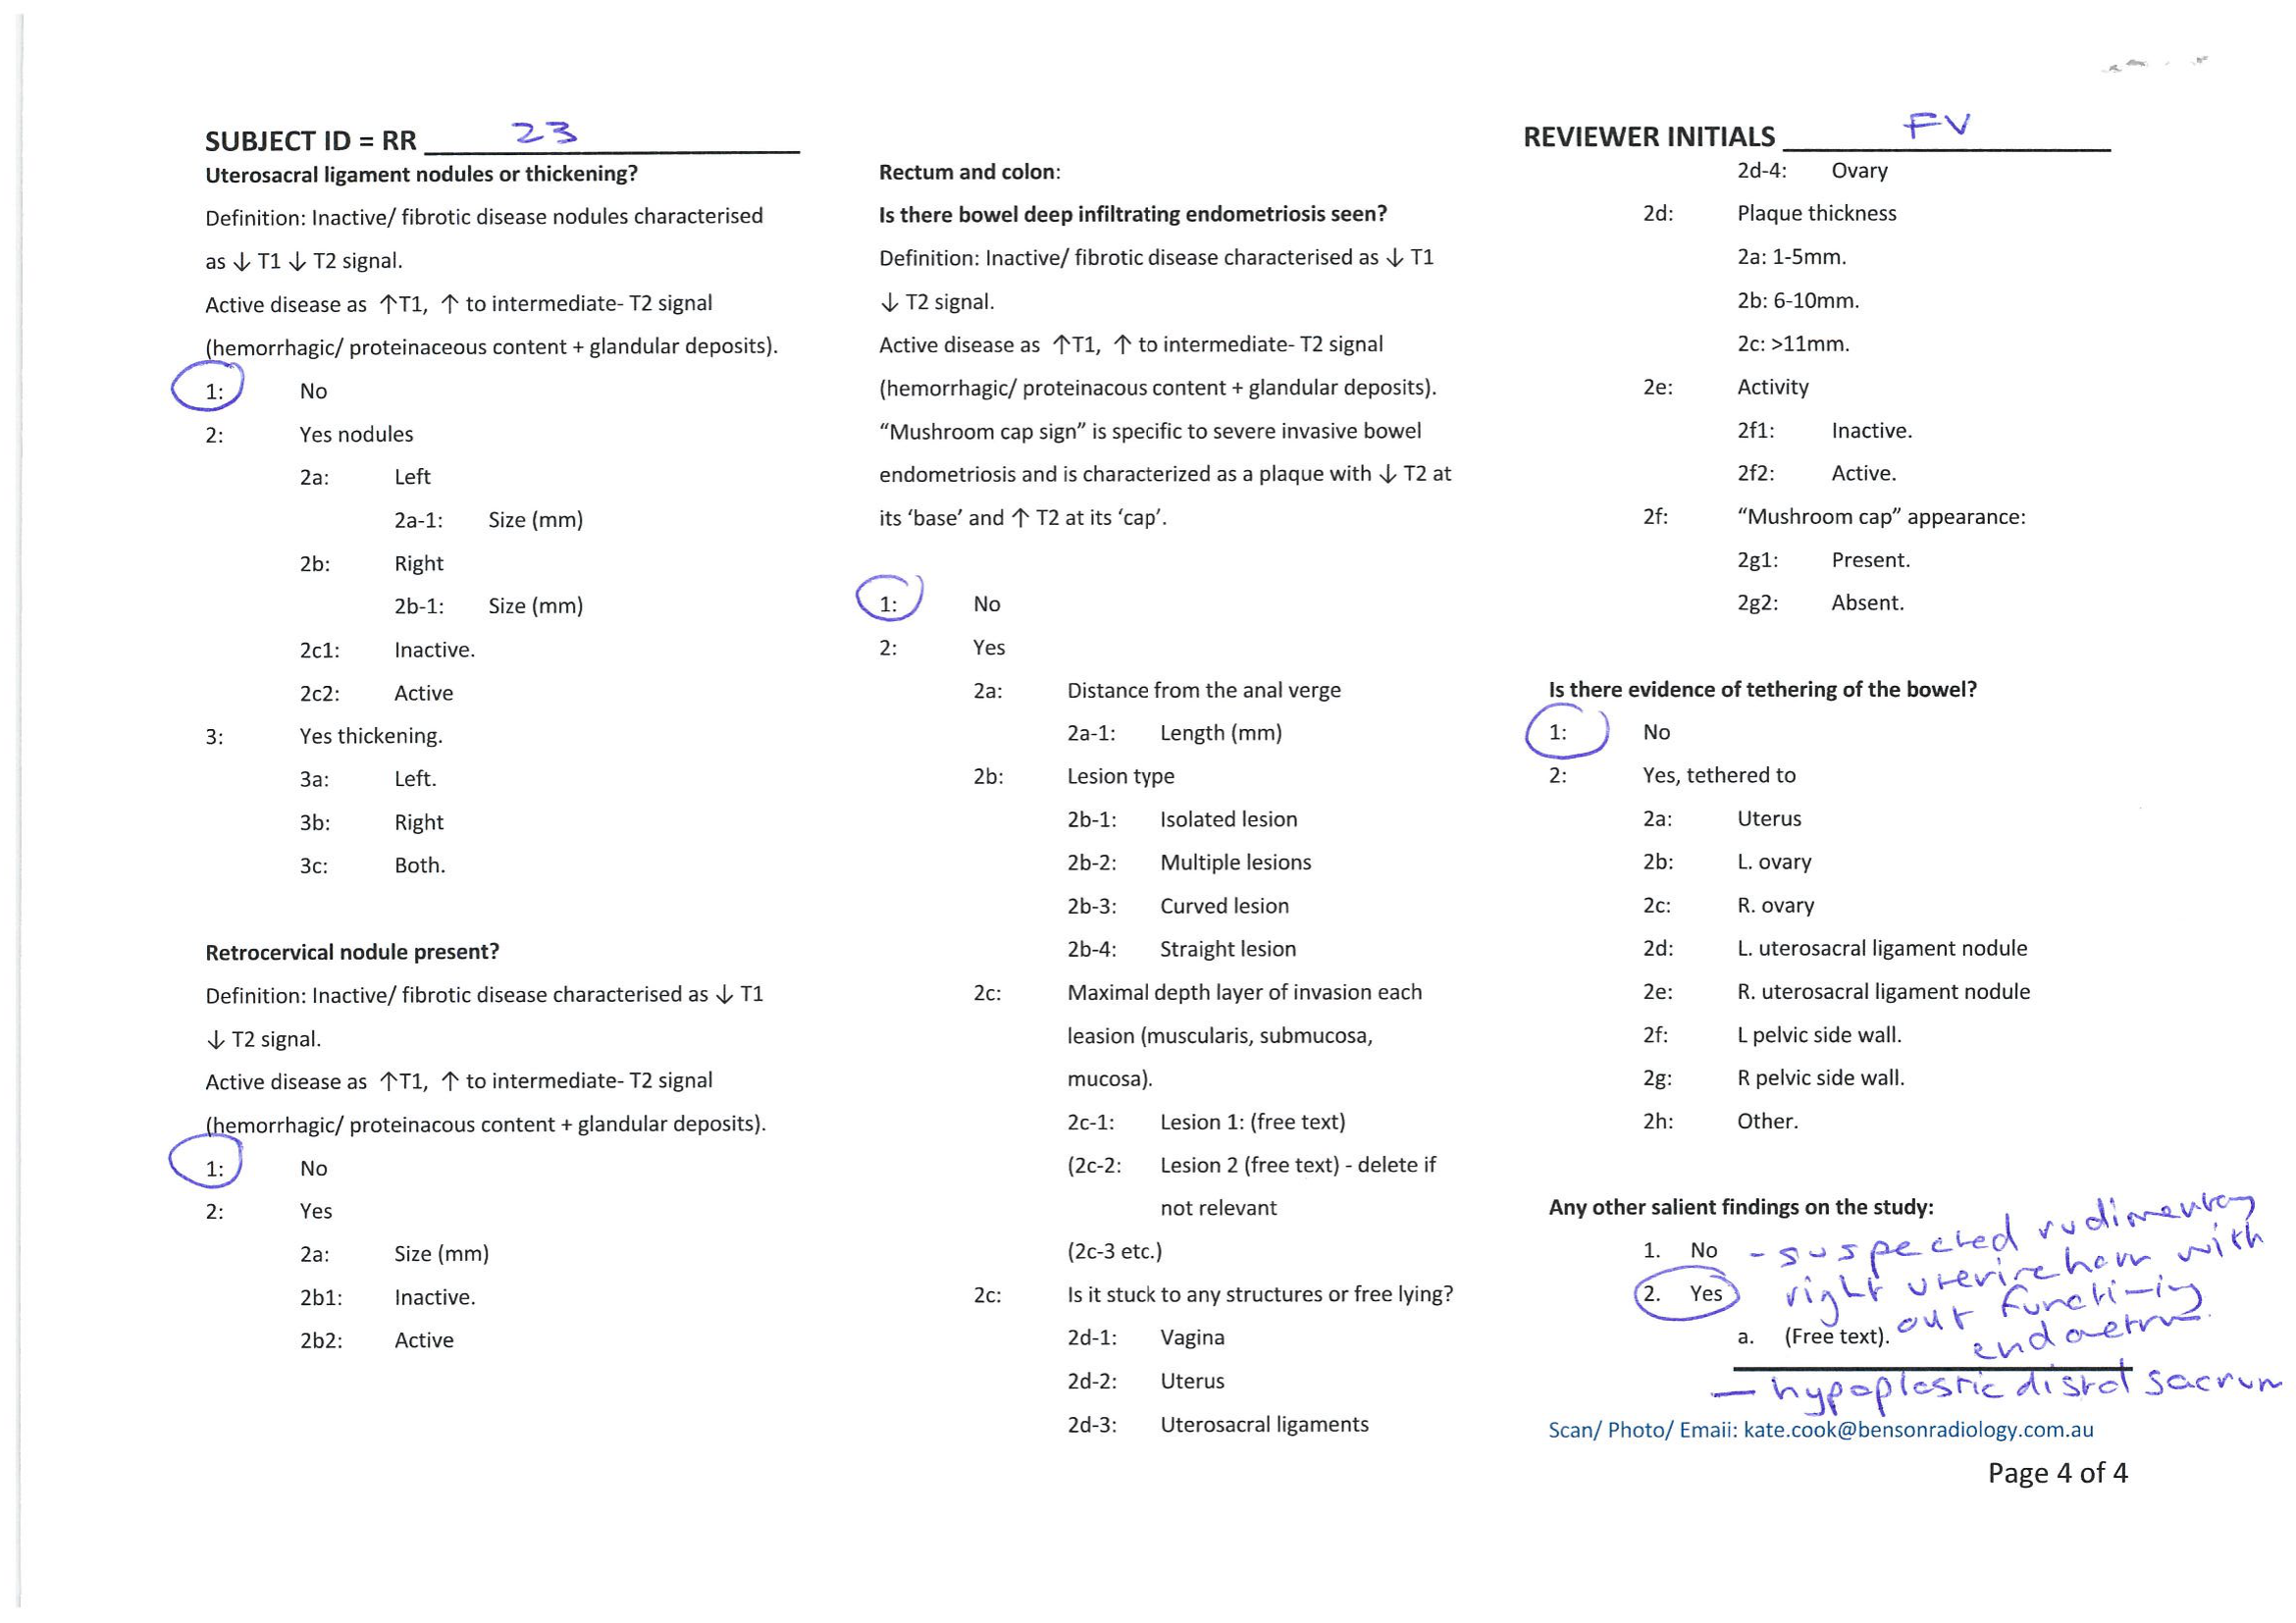 SUBJECT ID = RR 23
REVIEWER INITIALS FV
Uterosacral ligament nodules or thickening?
Definition: Inactive/ fibrotic disease nodules characterised
as ↓ T1 ↓ T2 signal.
Active disease as ↑T1, ↑ to intermediate- T2 signal
(hemorrhagic/ proteinaceous content + glandular deposits).
1: No
2: Yes nodules
2a: Left
2a-1: Size (mm)
2b: Right
2b-1: Size (mm)
2c1: Inactive.
2c2: Active
3: Yes thickening.
3a: Left.
3b: Right
3c: Both.
Retrocervical nodule present?
Definition: Inactive/ fibrotic disease characterised as ↓ T1
↓ T2 signal.
Active disease as ↑T1, ↑ to intermediate- T2 signal
(hemorrhagic/ proteinacous content + glandular deposits).
1: No
2: Yes
2a: Size (mm)
2b1: Inactive.
2b2: Active
Rectum and colon:
Is there bowel deep infiltrating endometriosis seen?
Definition: Inactive/ fibrotic disease characterised as ↓ T1
↓ T2 signal.
Active disease as ↑T1, ↑ to intermediate- T2 signal
(hemorrhagic/ proteinacous content + glandular deposits).
“Mushroom cap sign” is specific to severe invasive bowel
endometriosis and is characterized as a plaque with ↓ T2 at
its ‘base’ and ↑ T2 at its ‘cap’.
1: No
2: Yes
2a: Distance from the anal verge
2a-1: Length (mm)
2b: Lesion type
2b-1: Isolated lesion
2b-2: Multiple lesions
2b-3: Curved lesion
2b-4: Straight lesion
2c: Maximal depth layer of invasion each
leasion (muscularis, submucosa,
mucosa).
2c-1: Lesion 1: (free text)
(2c-2: Lesion 2 (free text) - delete if
not relevant
(2c-3 etc.)
2c: Is it stuck to any structures or free lying?
2d-1: Vagina
2d-2: Uterus
2d-3: Uterosacral ligaments
2d-4: Ovary
2d: Plaque thickness
2a: 1-5mm.
2b: 6-10mm.
2c: >11mm.
2e: Activity
2f1: Inactive.
2f2: Active.
2f: “Mushroom cap” appearance:
2g1: Present.
2g2: Absent.
Is there evidence of tethering of the bowel?
1: No
2: Yes, tethered to
2a: Uterus
2b: L. ovary
2c: R. ovary
2d: L. uterosacral ligament nodule
2e: R. uterosacral ligament nodule
2f: L pelvic side wall.
2g: R pelvic side wall.
2h: Other.
Any other salient findings on the study:
1. No
2. Yes
a. (Free text).
- suspected rudimentary
right uterine horn with
out
— hypoplastic distal sacrum
Scan/ Photo/ Email: kate.cook@bensonradiology.com.au
Page 4 of 4